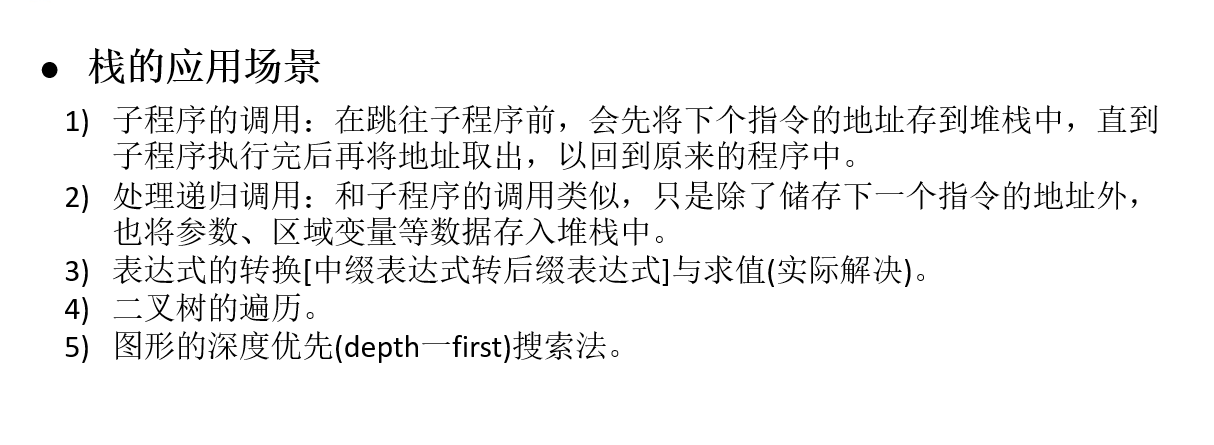 ● 栈的应用场景
1) 子程序的调用：在跳往子程序前，会先将下个指令的地址存到堆栈中，直到
子程序执行完后再将地址取出，以回到原来的程序中。
2) 处理递归调用：和子程序的调用类似，只是除了储存下一个指令的地址外，
也将参数、区域变量等数据存入堆栈中。
3) 表达式的转换[中缀表达式转后缀表达式]与求值(实际解决)。
4) 二叉树的遍历。
5) 图形的深度优先(depth一first)搜索法。